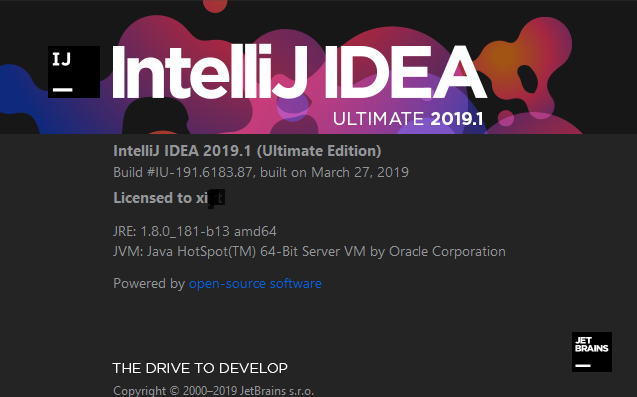 IJ
IntelliJ IDEA
ULTIMATE 2019.1
IntelliJ IDEA 2019.1 (Ultimate Edition)
Build #IU-191.6183.87, built on March 27, 2019
Licensed to
JRE: 1.8.0_181-b13 amd64
JVM: Java HotSpot(TM) 64-Bit Server VM by Oracle Corporation
Powered by open-source software
JET
BRAINS
THE DRIVE TO DEVELOP
Copyright © 2000–2019 JetBrains s.r.o.